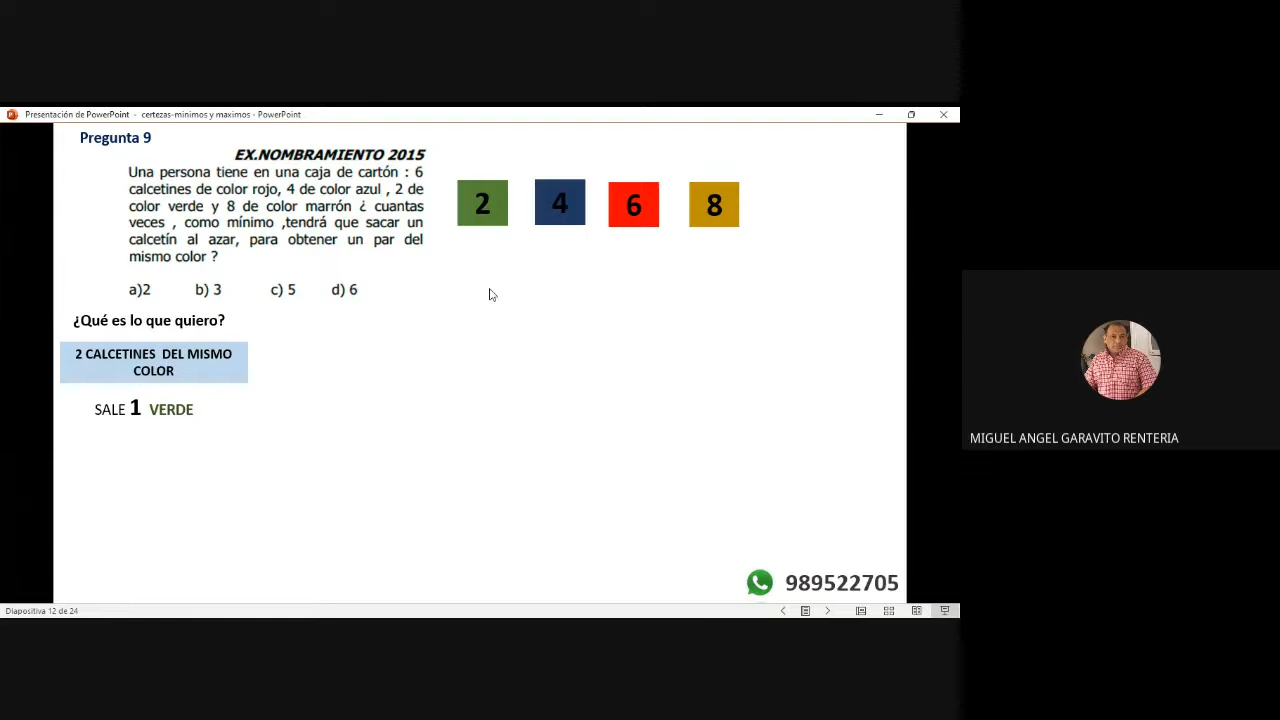 Presentación de PowerPoint - certezas-minimos y maximos - PowerPoint
Pregunta 9
EX.NOMBRAMIENTO 2015
Una persona tiene en una caja de cartón : 6
calcetines de color rojo, 4 de color azul , 2 de
color verde y 8 de color marrón ¿ cuantas
veces , como mínimo ,tendrá que sacar un
calcetín al azar, para obtener un par del
mismo color ?
a)2 b) 3 c) 5 d) 6
2 4 6 8
¿Qué es lo que quiero?
2 CALCETINES DEL MISMO
COLOR
SALE 1 VERDE
989522705
Diapositiva 12 de 24
MIGUEL ANGEL GARAVITO RENTERIA